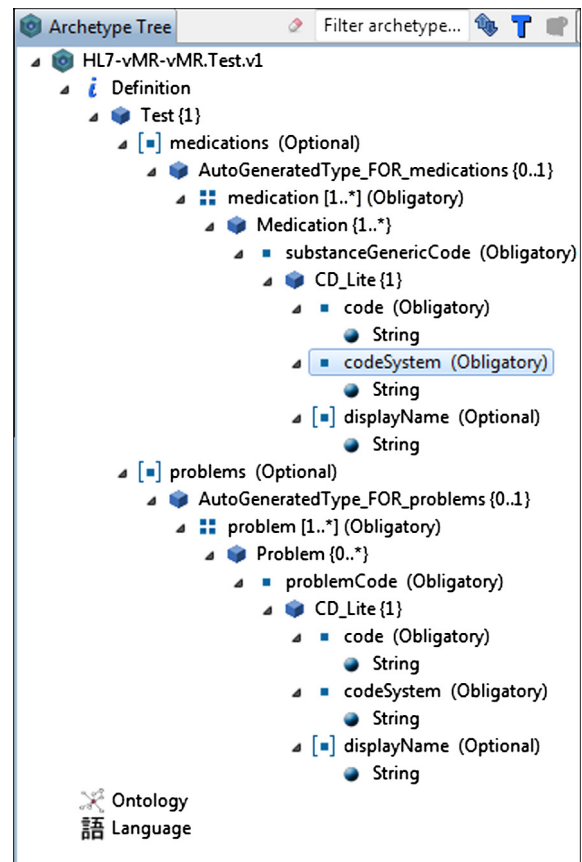 Archetype Tree
Filter archetype...
HL7-vMR-vMR.Test.v1
Definition
Test {1}
medications (Optional)
AutoGeneratedType_FOR_medications {0..1}
medication [1..*] (Obligatory)
Medication {1..*}
substanceGenericCode (Obligatory)
CD_Lite {1}
code (Obligatory)
String
codeSystem (Obligatory)
String
displayName (Optional)
String
problems (Optional)
AutoGeneratedType_FOR_problems {0..1}
problem [1..*] (Obligatory)
Problem {0..*}
problemCode (Obligatory)
CD_Lite {1}
code (Obligatory)
String
codeSystem (Obligatory)
String
displayName (Optional)
String
Ontology
語 Language